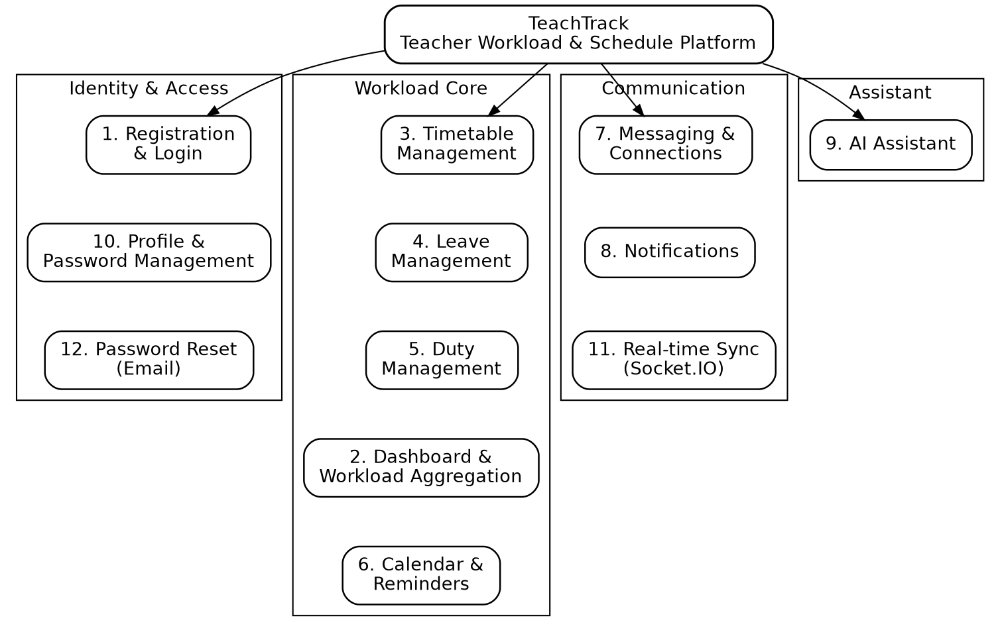 TeachTrack
Teacher Workload & Schedule Platform
Identity & Access
1. Registration
& Login
10. Profile &
Password Management
12. Password Reset
(Email)
Workload Core
3. Timetable
Management
4. Leave
Management
5. Duty
Management
2. Dashboard &
Workload Aggregation
6. Calendar &
Reminders
Communication
7. Messaging &
Connections
8. Notifications
11. Real-time Sync
(Socket.IO)
Assistant
9. AI Assistant